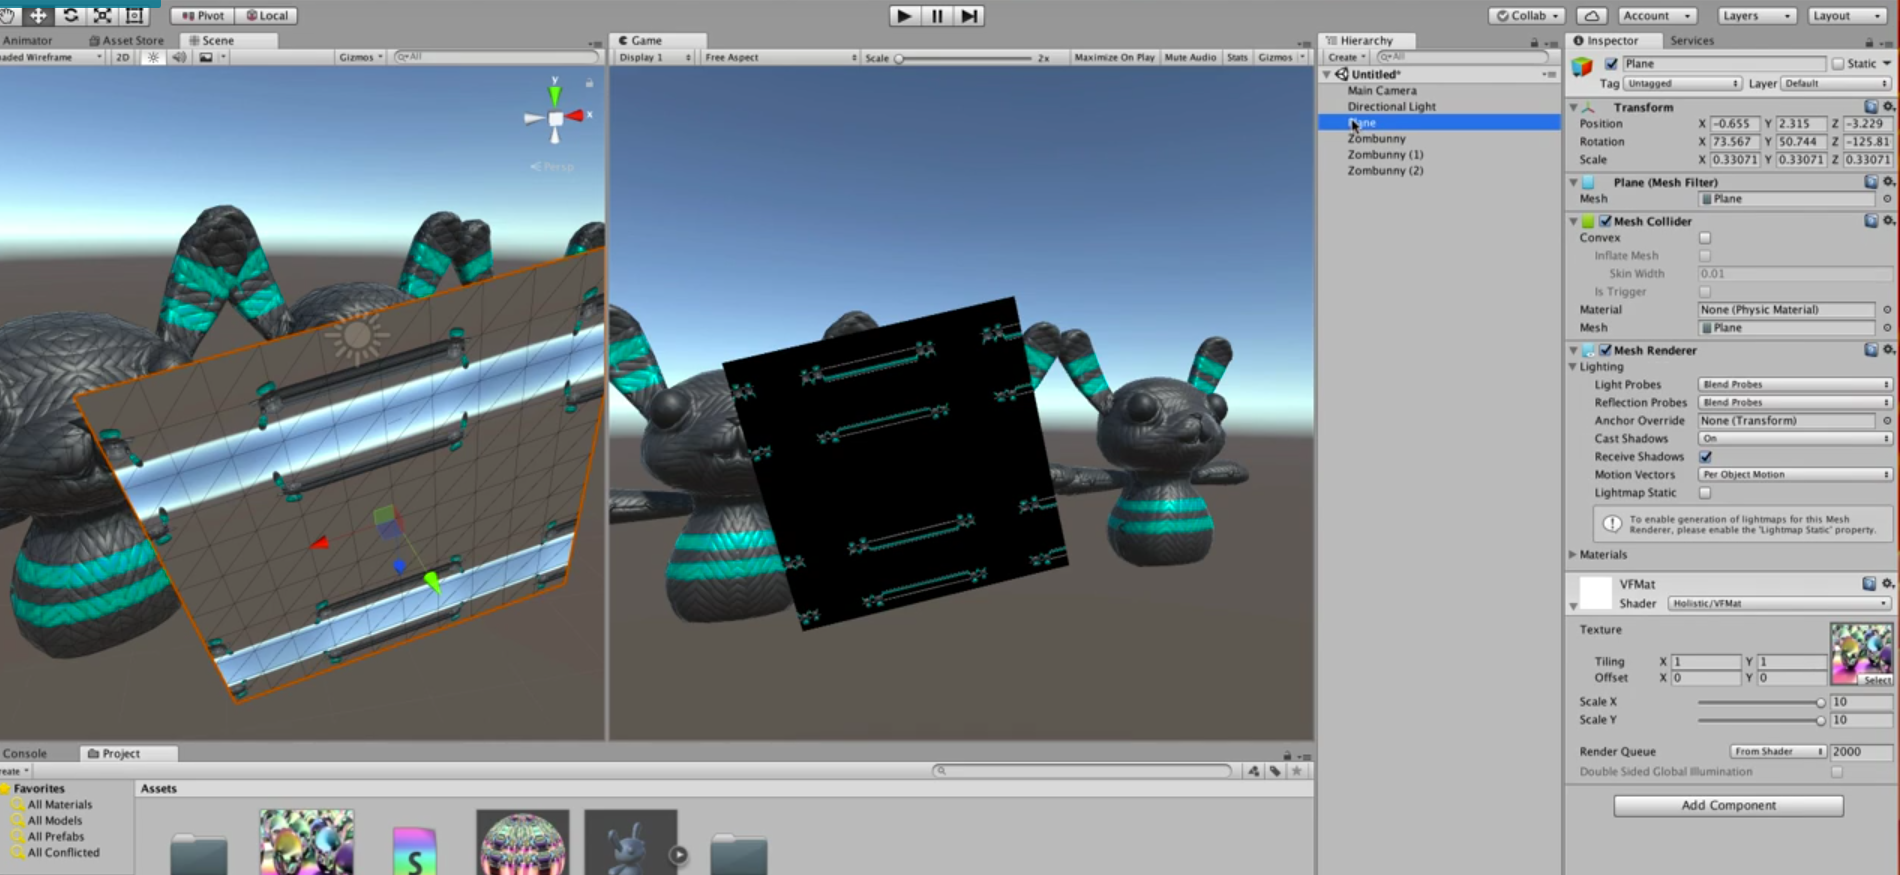 Pivot Local Collab Account Layers Layout
Animator Asset Store Scene Game Hierarchy Inspector Services
aded Wireframe 2D Gizmos All Display 1 Free Aspect Scale 2x Maximize On Play Mute Audio Stats Gizmos Create All
Plane Static
Untitled*
Tag Untagged Layer Default
Main Camera
Directional Light
Plane
Zombunny
Zombunny (1)
Zombunny (2)
y
x
Persp
Transform
Position X -0.655 Y 2.315 Z -3.229
Rotation X 73.567 Y 50.744 Z -125.81
Scale X 0.33071 Y 0.33071 Z 0.33071
Plane (Mesh Filter)
Mesh Plane
Mesh Collider
Convex
Inflate Mesh
Skin Width 0.01
Is Trigger
Material None (Physic Material)
Mesh Plane
Mesh Renderer
Lighting
Light Probes Blend Probes
Reflection Probes Blend Probes
Anchor Override None (Transform)
Cast Shadows On
Receive Shadows
Motion Vectors Per Object Motion
Lightmap Static
To enable generation of lightmaps for this Mesh
Renderer, please enable the 'Lightmap Static' property.
Materials
VFMat
Shader Holistic/VFMat
Texture
Tiling X 1 Y 1
Offset X 0 Y 0
Select
Scale X 10
Scale Y 10
Render Queue From Shader 2000
Double Sided Global Illumination
Add Component
Console Project
reate
Favorites Assets
All Materials
All Models
All Prefabs
All Conflicted
S